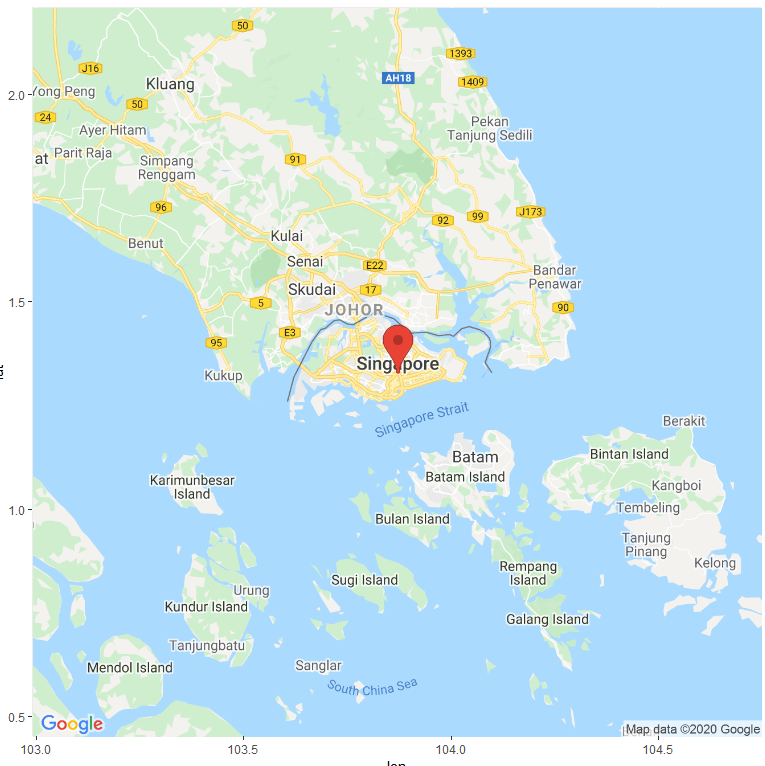 50
1393
J16
AH18
1409
Kluang
2.0
Yong Peng
50
24
Ayer Hitam
Pekan
Tanjung Sedili
Parit Raja
at
Simpang
Renggam
91
96
99
J173
92
Kulai
Benut
Senai
E22
Bandar
Penawar
Skudai
17
1.5
5
JOHOR
90
E3
95
Singapore
Kukup
Singapore Strait
Berakit
Batam
Bintan Island
Karimunbesar
Island
Batam Island
Kangboi
1.0
Tembeling
Bulan Island
Tanjung
Pinang
Kelong
Rempang
Island
Sugi Island
Urung
Kundur Island
Galang Island
Tanjungbatu
Mendol Island
Sanglar
South China Sea
0.5
Google
Map data ©2020 Google
103.0
103.5
104.0
104.5